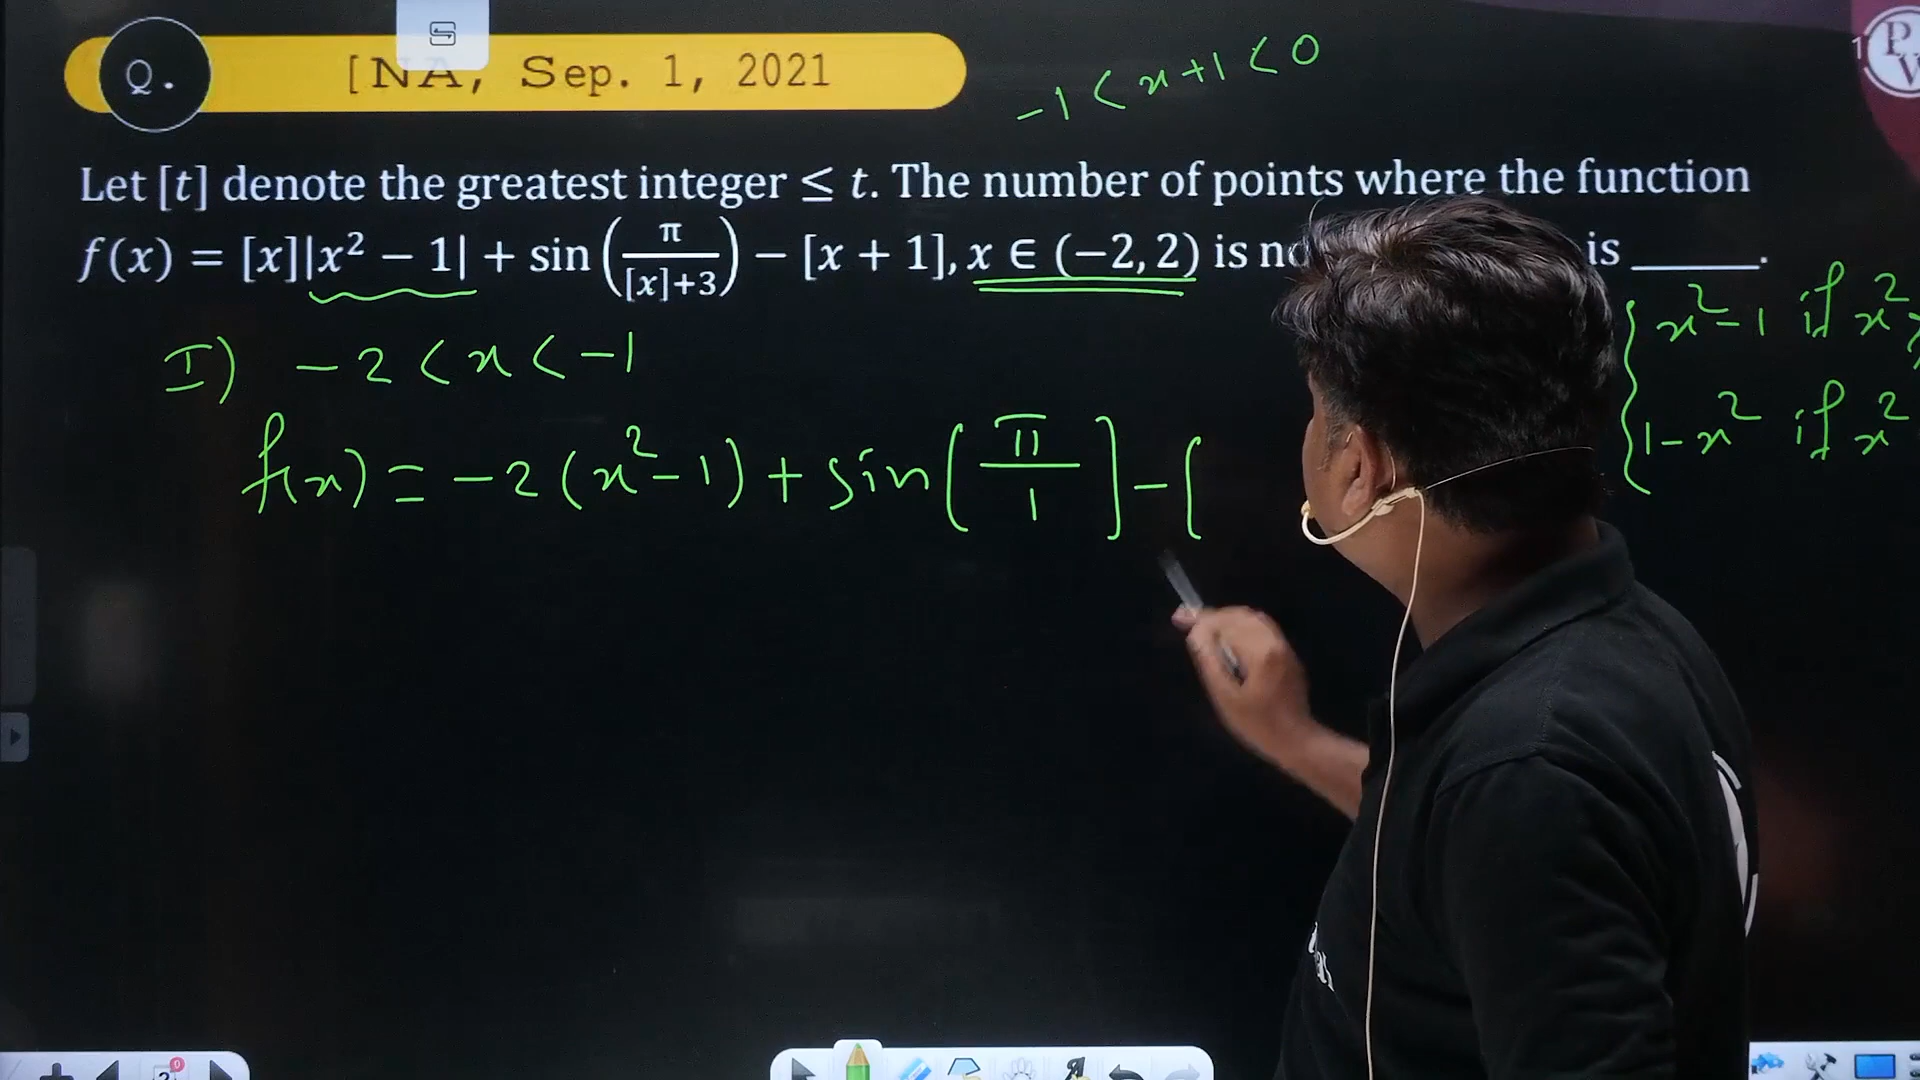 Q. [NA, Sep. 1, 2021
-1 < x+1 < 0
Let [t] denote the greatest integer ≤ t. The number of points where the function
f(x) = [x]|x² − 1| + sin (π/([x]+3)) − [x + 1], x ∈ (−2, 2) is is ______.
{ x²-1 if x²
1-x² if x²
I) -2 < x < -1
f(x) = -2(x²-1) + sin [π/1] - [